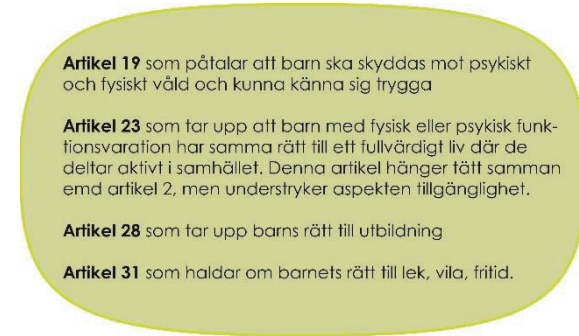 Artikel 19 som påtalar att barn ska skyddas mot psykiskt
och fysiskt våld och kunna känna sig trygga
Artikel 23 som tar upp att barn med fysisk eller psykisk funk-
tionsvaration har samma rätt till ett fullvärdigt liv där de
deltar aktivt i samhället. Denna artikel hänger tätt samman
emd artikel 2, men understryker aspekten tillgänglighet.
Artikel 28 som tar upp barns rätt till utbildning
Artikel 31 som haldar om barnets rätt till lek, vila, fritid.